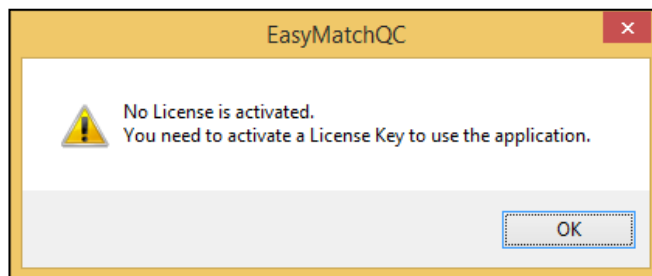 EasyMatchQC
No License is activated.
You need to activate a License Key to use the application.
OK